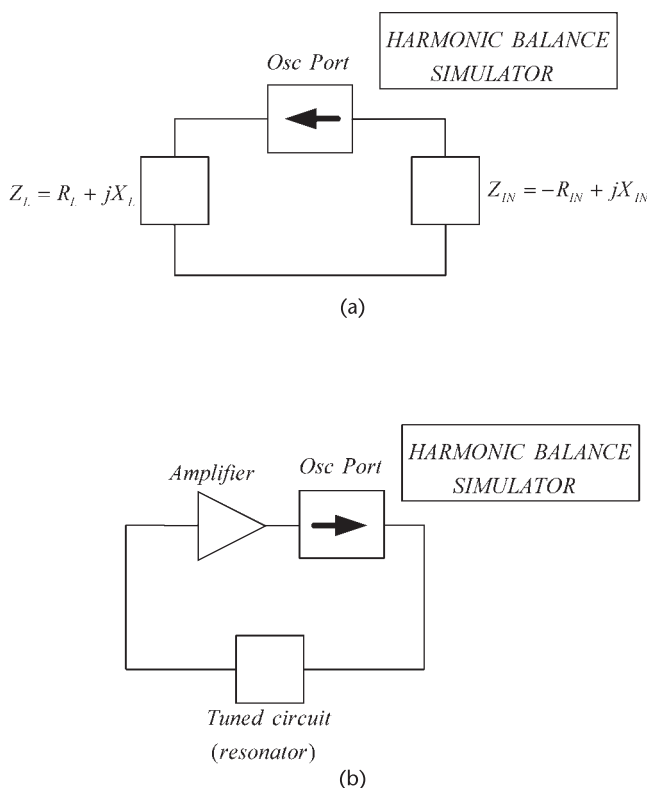 HARMONIC BALANCE
SIMULATOR
Osc Port
Z_L = R_L + jX_L
Z_IN = −R_IN + jX_IN
(a)
HARMONIC BALANCE
SIMULATOR
Amplifier
Osc Port
Tuned circuit
(resonator)
(b)